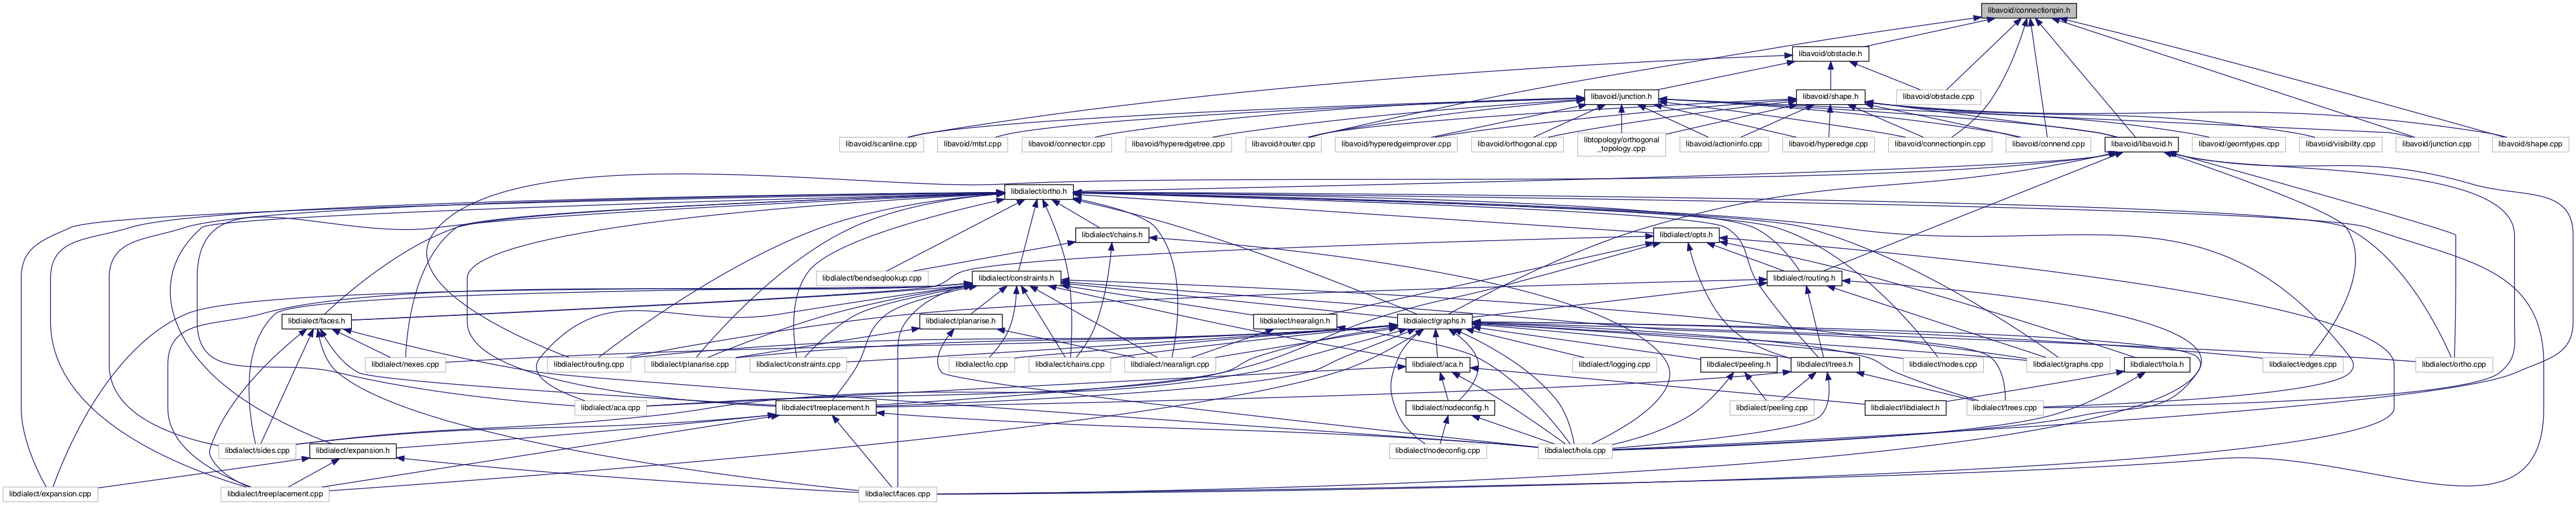 libavoid/connectionpin.h
libavoid/obstacle.h
libavoid/junction.h
libavoid/shape.h
libavoid/obstacle.cpp
libavoid/scanline.cpp
libavoid/mtst.cpp
libavoid/connector.cpp
libavoid/hyperedgetree.cpp
libavoid/router.cpp
libavoid/hyperedgeimprover.cpp
libavoid/orthogonal.cpp
libtopology/orthogonal
_topology.cpp
libavoid/actioninfo.cpp
libavoid/hyperedge.cpp
libavoid/connectionpin.cpp
libavoid/connend.cpp
libavoid/libavoid.h
libavoid/geomtypes.cpp
libavoid/visibility.cpp
libavoid/junction.cpp
libavoid/shape.cpp
libdialect/ortho.h
libdialect/chains.h
libdialect/opts.h
libdialect/bendseqlookup.cpp
libdialect/constraints.h
libdialect/routing.h
libdialect/faces.h
libdialect/planarise.h
libdialect/nearalign.h
libdialect/graphs.h
libdialect/nexes.cpp
libdialect/routing.cpp
libdialect/planarise.cpp
libdialect/constraints.cpp
libdialect/io.cpp
libdialect/chains.cpp
libdialect/nearalign.cpp
libdialect/aca.h
libdialect/logging.cpp
libdialect/peeling.h
libdialect/trees.h
libdialect/nodes.cpp
libdialect/graphs.cpp
libdialect/hola.h
libdialect/edges.cpp
libdialect/ortho.cpp
libdialect/aca.cpp
libdialect/treeplacement.h
libdialect/nodeconfig.h
libdialect/peeling.cpp
libdialect/libdialect.h
libdialect/trees.cpp
libdialect/sides.cpp
libdialect/expansion.h
libdialect/nodeconfig.cpp
libdialect/hola.cpp
libdialect/expansion.cpp
libdialect/treeplacement.cpp
libdialect/faces.cpp